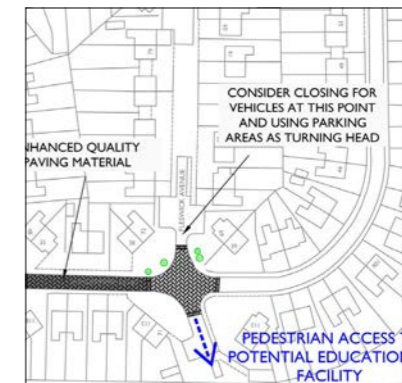 CONSIDER CLOSING FOR
VEHICLES AT THIS POINT
AND USING PARKING
AREAS AS TURNING HEAD
NHANCED QUALITY
PAVING MATERIAL
AVENUE
PEDESTRIAN ACCESS T
POTENTIAL EDUCATION
FACILITY